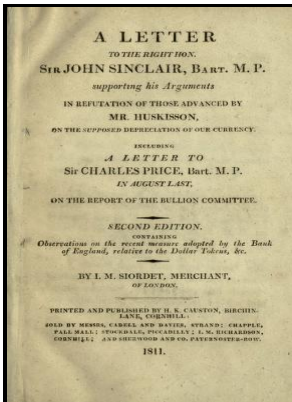 A LETTER
TO THE RIGHT HON.
SIR JOHN SINCLAIR, BART. M. P.
supporting his Arguments
IN REFUTATION OF THOSE ADVANCED BY
MR. HUSKISSON,
ON THE SUPPOSED DEPRECIATION OF OUR CURRENCY.
INCLUDING
A LETTER TO
Sir CHARLES PRICE, Bart. M. P.
IN AUGUST LAST,
ON THE REPORT OF THE BULLION COMMITTEE.
SECOND EDITION.
CONTAINING
Observations on the recent measure adopted by the Bank
of England, relative to the Dollar Tokens, &c.
BY I. M. SIORDET, MERCHANT,
OF LONDON.
PRINTED AND PUBLISHED BY H. K. CAUSTON, BIRCHIN-
LANE, CORNHILL:
SOLD BY MESSRS. CADELL AND DAVIES, STRAND; CHAPPLE,
PALL MALL; STOCKDALE, PICCADILLY; J. M. RICHARDSON,
CORNHILL; AND SHERWOOD AND CO. PATERNOSTER-ROW.
1811.